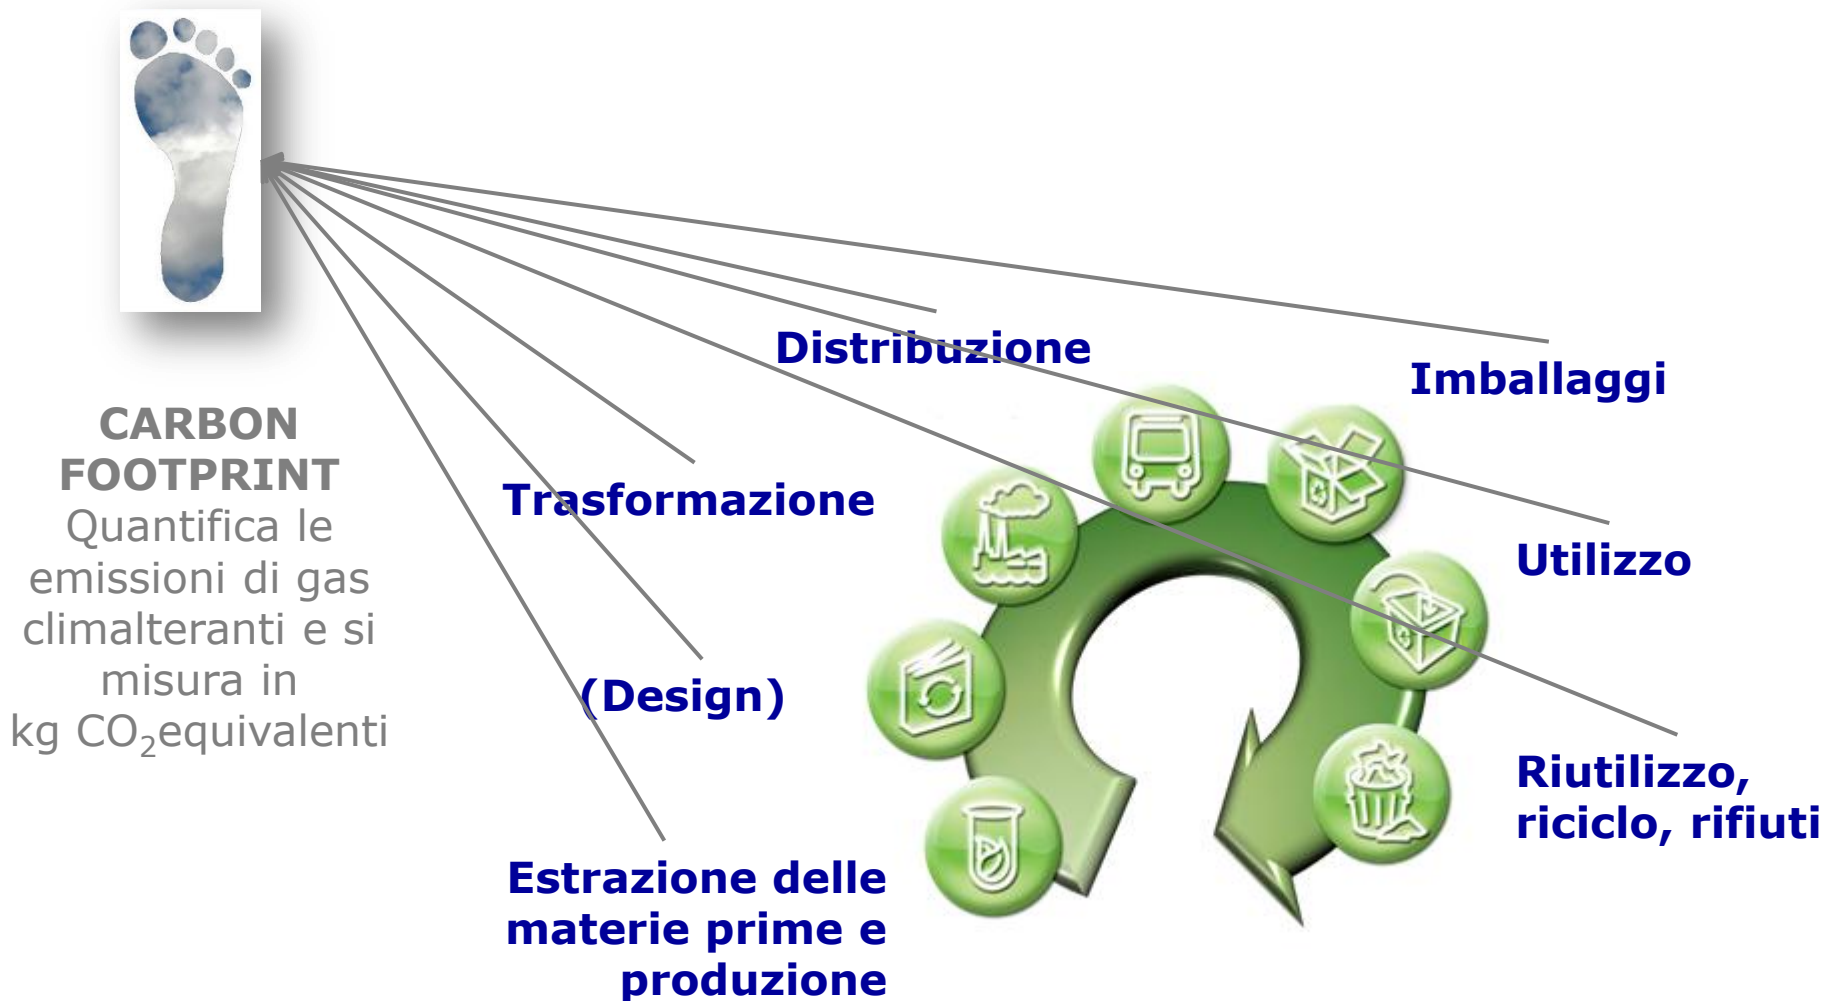 CARBON
FOOTPRINT
Quantifica le
emissioni di gas
climalteranti e si
misura in
kg CO₂equivalenti
Distribuzione
Imballaggi
Trasformazione
Utilizzo
(Design)
Riutilizzo,
riciclo, rifiuti
Estrazione delle
materie prime e
produzione